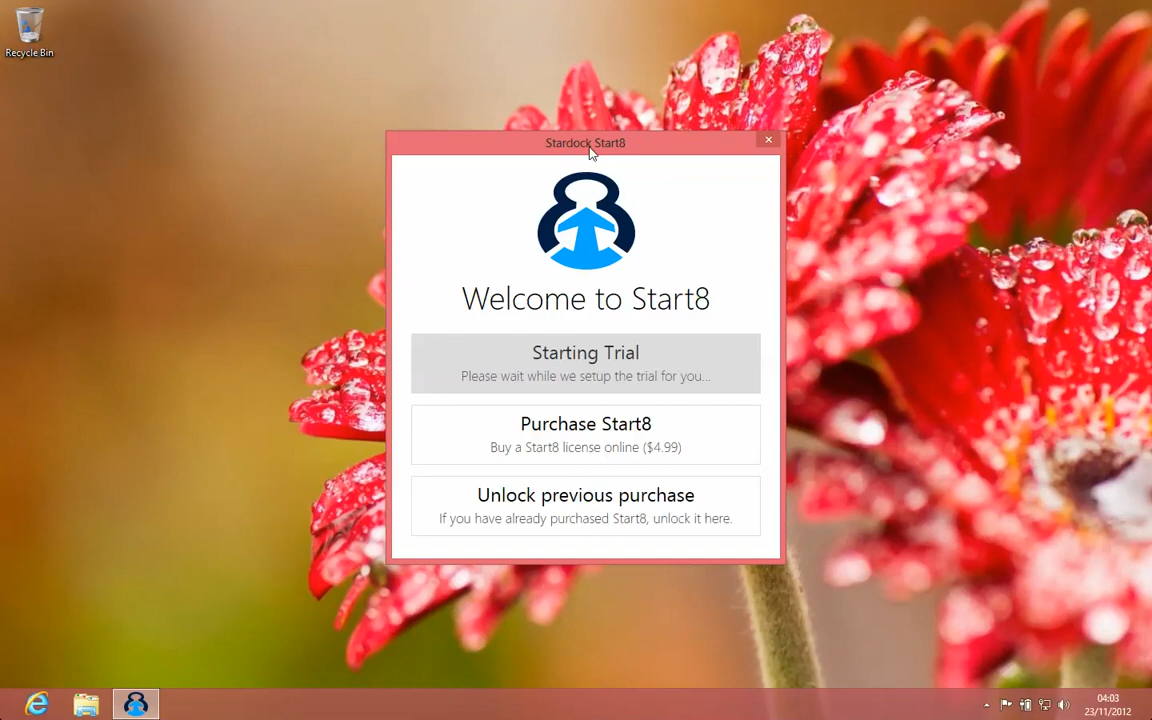 Recycle Bin
Stardock Start8
Welcome to Start8
Starting Trial
Please wait while we setup the trial for you...
Purchase Start8
Buy a Start8 license online ($4.99)
Unlock previous purchase
If you have already purchased Start8, unlock it here.
04:03
23/11/2012